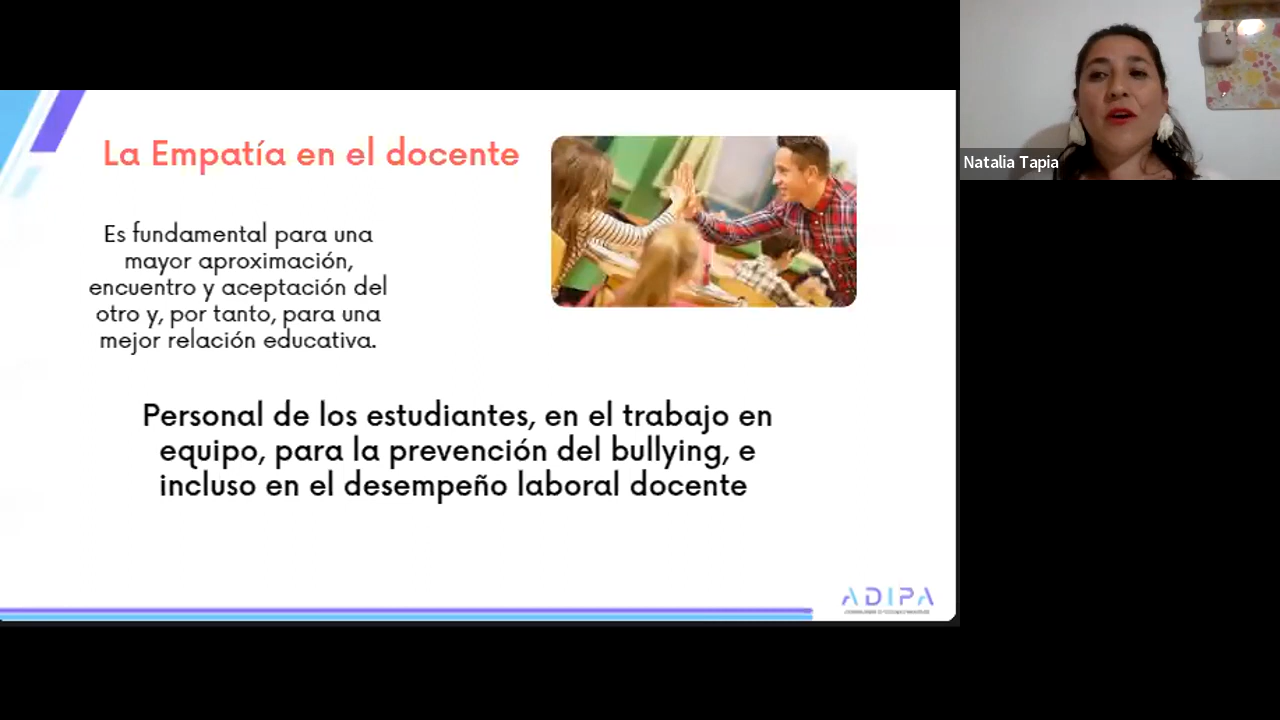 La Empatía en el docente
Es fundamental para una
mayor aproximación,
encuentro y aceptación del
otro y, por tanto, para una
mejor relación educativa.
Personal de los estudiantes, en el trabajo en
equipo, para la prevención del bullying, e
incluso en el desempeño laboral docente
ADIPA
Natalia Tapia